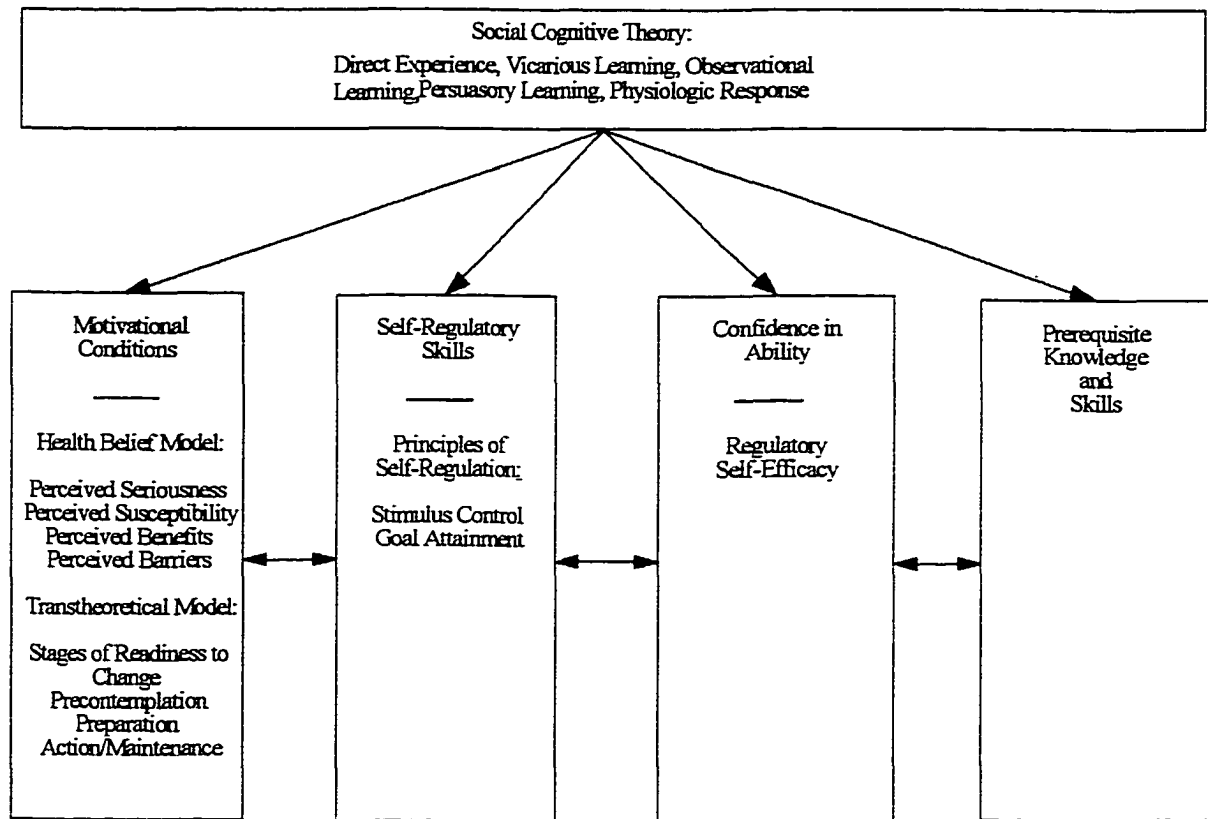 Social Cognitive Theory:
Direct Experience, Vicarious Learning, Observational
Learning,Persuasory Learning, Physiologic Response
Motivational
Conditions
Health Belief Model:
Perceived Seriousness
Perceived Susceptibility
Perceived Benefits
Perceived Barriers
Transtheoretical Model:
Stages of Readiness to
Change
Precontemplation
Preparation
Action/Maintenance
Self-Regulatory
Skills
Principles of
Self-Regulation:
Stimulus Control
Goal Attainment
Confidence in
Ability
Regulatory
Self-Efficacy
Prerequisite
Knowledge
and
Skills